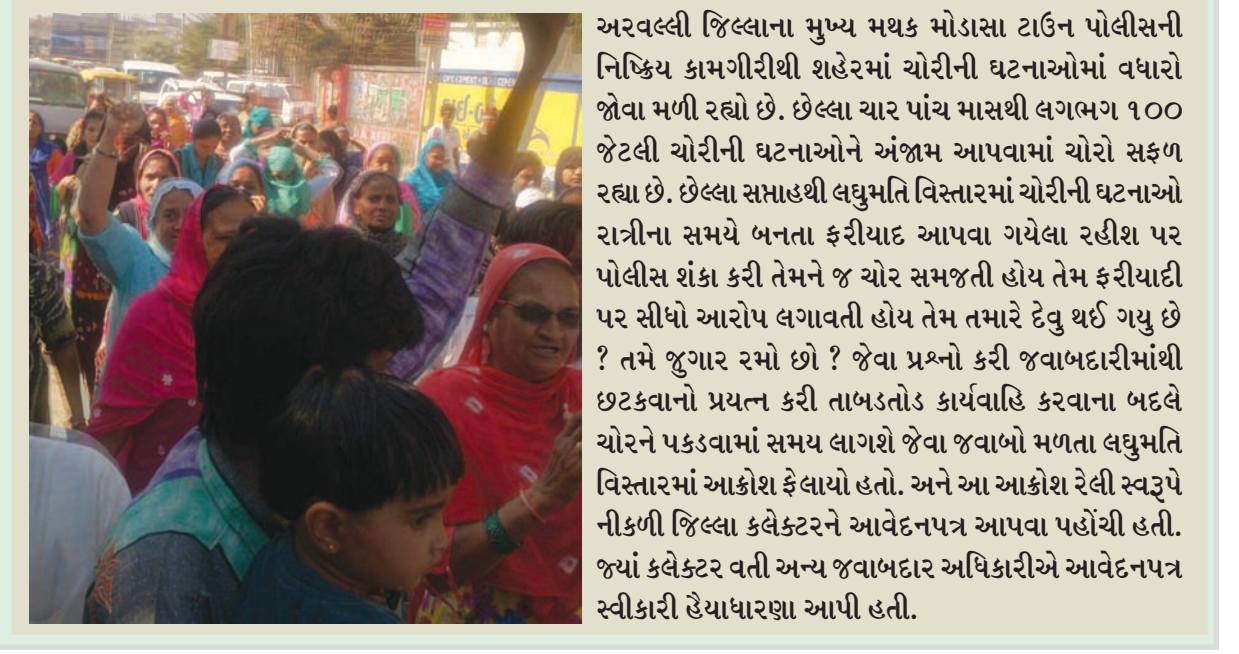 અરવલ્લી જિલ્લાના મુખ્ય મથક મોડાસા ટાઉન પોલીસની
નિષ્ક્રિય કામગીરીથી શહેરમાં ચોરીની ઘટનાઓમાં વધારો
જોવા મળી રહ્યો છે. છેલ્લા ચાર પાંચ માસથી લગભગ ૧૦૦
જેટલી ચોરીની ઘટનાઓને અંજામ આપવામાં ચોરો સફળ
રહ્યા છે. છેલ્લા સપ્તાહથી લઘુમતિ વિસ્તારમાં ચોરીની ઘટનાઓ
રાત્રીના સમયે બનતા ફરીયાદ આપવા ગયેલા રહીશ પર
પોલીસ શંકા કરી તેમને જ ચોર સમજતી હોય તેમ ફરીયાદી
પર સીધો આરોપ લગાવતી હોય તેમ તમારે દેવુ થઈ ગયુ છે
? તમે જુગાર રમો છો ? જેવા પ્રશ્નો કરી જવાબદારીમાંથી
છટકવાનો પ્રયત્ન કરી તાબડતોડ કાર્યવાહિ કરવાના બદલે
ચોરને પકડવામાં સમય લાગશે જેવા જવાબો મળતા લઘુમતિ
વિસ્તારમાં આક્રોશ ફેલાયો હતો. અને આ આક્રોશ રેલી સ્વરૂપે
નીકળી જિલ્લા કલેક્ટરને આવેદનપત્ર આપવા પહોંચી હતી.
જ્યાં કલેક્ટર વતી અન્ય જવાબદાર અધિકારીએ આવેદનપત્ર
સ્વીકારી હૈયાધારણા આપી હતી.